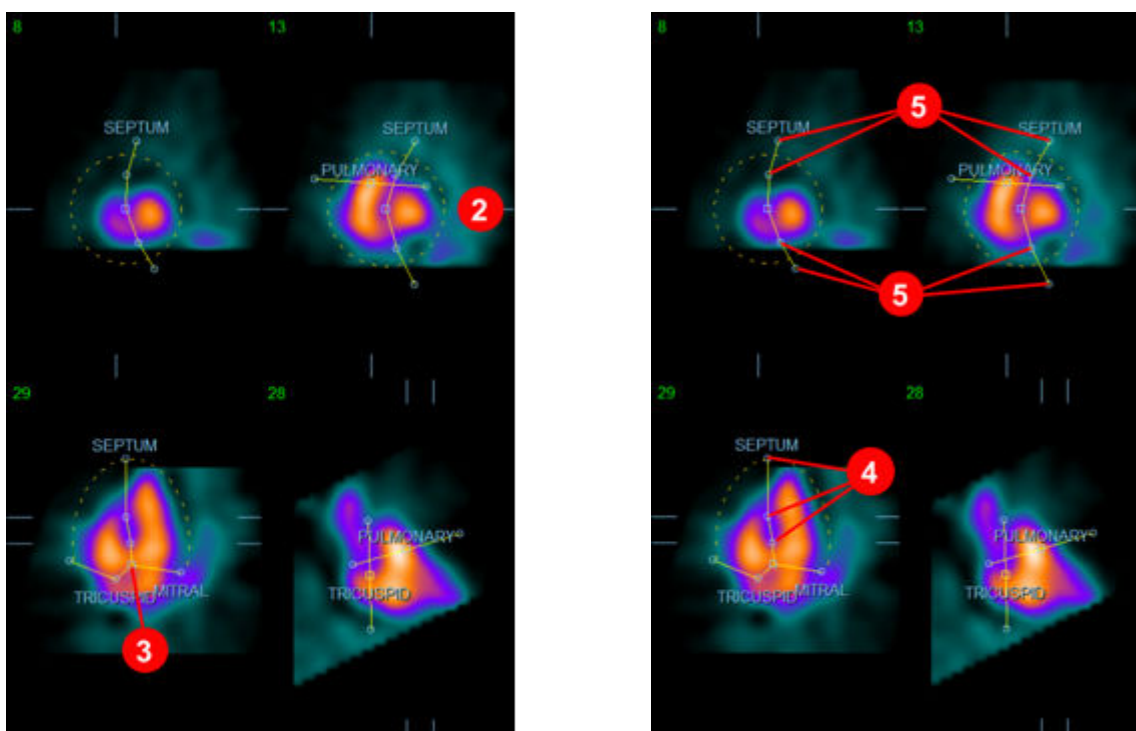 8
13
SEPTUM
SEPTUM
PULMONARY
2
29
28
SEPTUM
PULMONARY
TRICUSPID
MITRAL
TRICUSPID
3
8
13
5
SEPTUM
SEPTUM
PULMONARY
5
29
28
SEPTUM
4
PULMONARY
TRICUSPID
MITRAL
TRICUSPID